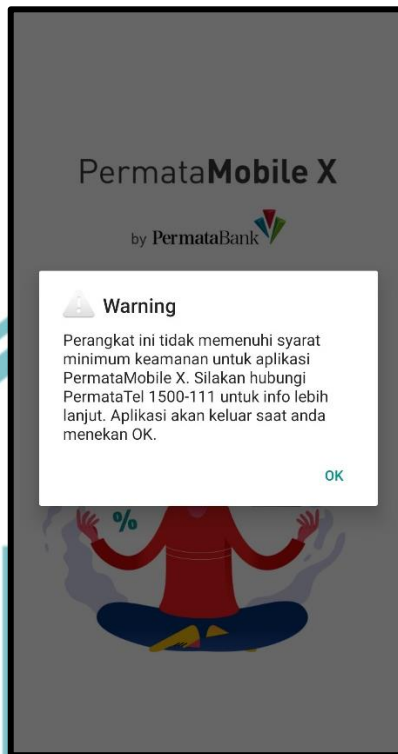 PermataMobile X
by PermataBank
Warning
Perangkat ini tidak memenuhi syarat
minimum keamanan untuk aplikasi
PermataMobile X. Silakan hubungi
PermataTel 1500-111 untuk info lebih
lanjut. Aplikasi akan keluar saat anda
menekan OK.
OK
%